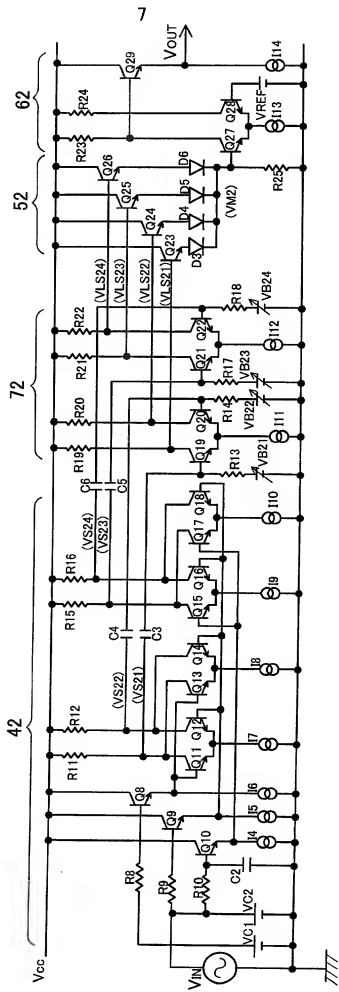 7
42
72
52
62
Vcc
VOUT
R11
R12
R15
R16
R19
R20
R21
R22
R23
R24
Q29
(VS22)
(VS21)
C4
C3
(VS24)
(VS23)
C6
C5
(VLS24)
(VLS23)
(VLS22)
(VLS21)
Q26
Q25
Q24
Q23
D6
D5
D4
D3
(VM2)
Q8
Q9
Q10
Q11
Q12
Q13
Q14
Q15
Q16
Q17
Q18
Q19
Q20
Q21
Q22
Q27
Q28
VREF
R8
R9
R10
C2
VC1
VC2
VIN
R13
R14
R17
R18
R25
VB21
VB22
VB23
VB24
I4
I5
I6
I7
I8
I9
I10
I11
I12
I13
I14